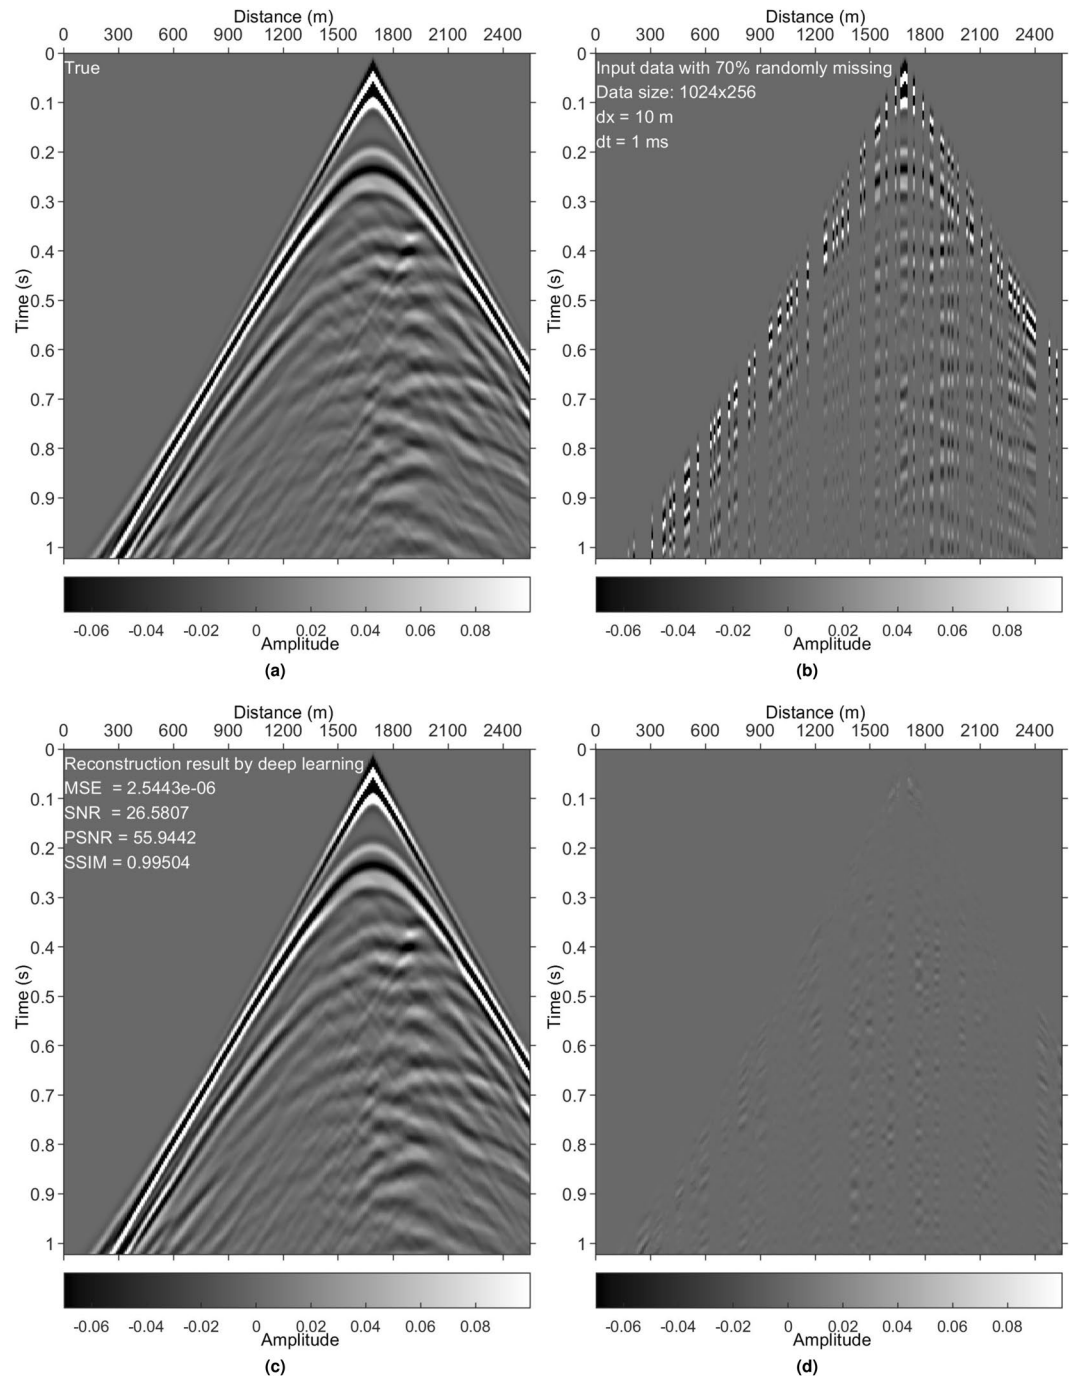 Distance (m)
0 300 600 900 1200 1500 1800 2100 2400
0
True
0.1
0.2
0.3
0.4
Time (s)
0.5
0.6
0.7
0.8
0.9
1
-0.06 -0.04 -0.02 0 0.02 0.04 0.06 0.08
Amplitude
(a)
Distance (m)
0 300 600 900 1200 1500 1800 2100 2400
0
Input data with 70% randomly missing
Data size: 1024x256
0.1
dx = 10 m
dt = 1 ms
0.2
0.3
0.4
Time (s)
0.5
0.6
0.7
0.8
0.9
1
-0.06 -0.04 -0.02 0 0.02 0.04 0.06 0.08
Amplitude
(b)
Distance (m)
0 300 600 900 1200 1500 1800 2100 2400
0
Reconstruction result by deep learning
MSE = 2.5443e-06
0.1
SNR = 26.5807
PSNR = 55.9442
0.2
SSIM = 0.99504
0.3
0.4
Time (s)
0.5
0.6
0.7
0.8
0.9
1
-0.06 -0.04 -0.02 0 0.02 0.04 0.06 0.08
Amplitude
(c)
Distance (m)
0 300 600 900 1200 1500 1800 2100 2400
0
0.1
0.2
0.3
0.4
Time (s)
0.5
0.6
0.7
0.8
0.9
1
-0.06 -0.04 -0.02 0 0.02 0.04 0.06 0.08
Amplitude
(d)